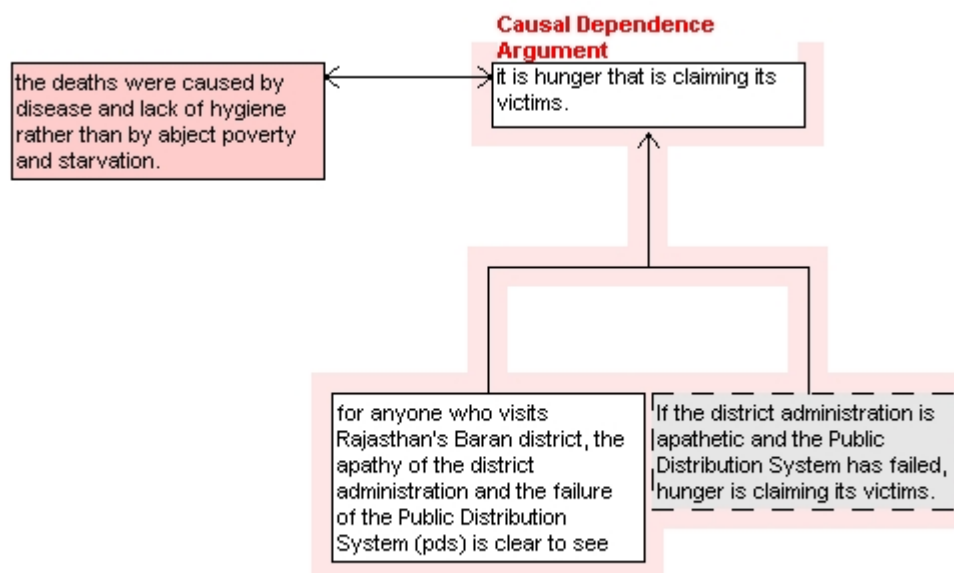 Causal Dependence
Argument
the deaths were caused by
disease and lack of hygiene
rather than by abject poverty
and starvation.
it is hunger that is claiming its
victims.
for anyone who visits
Rajasthan's Baran district, the
apathy of the district
administration and the failure
of the Public Distribution
System (pds) is clear to see
If the district administration is
apathetic and the Public
Distribution System has failed,
hunger is claiming its victims.